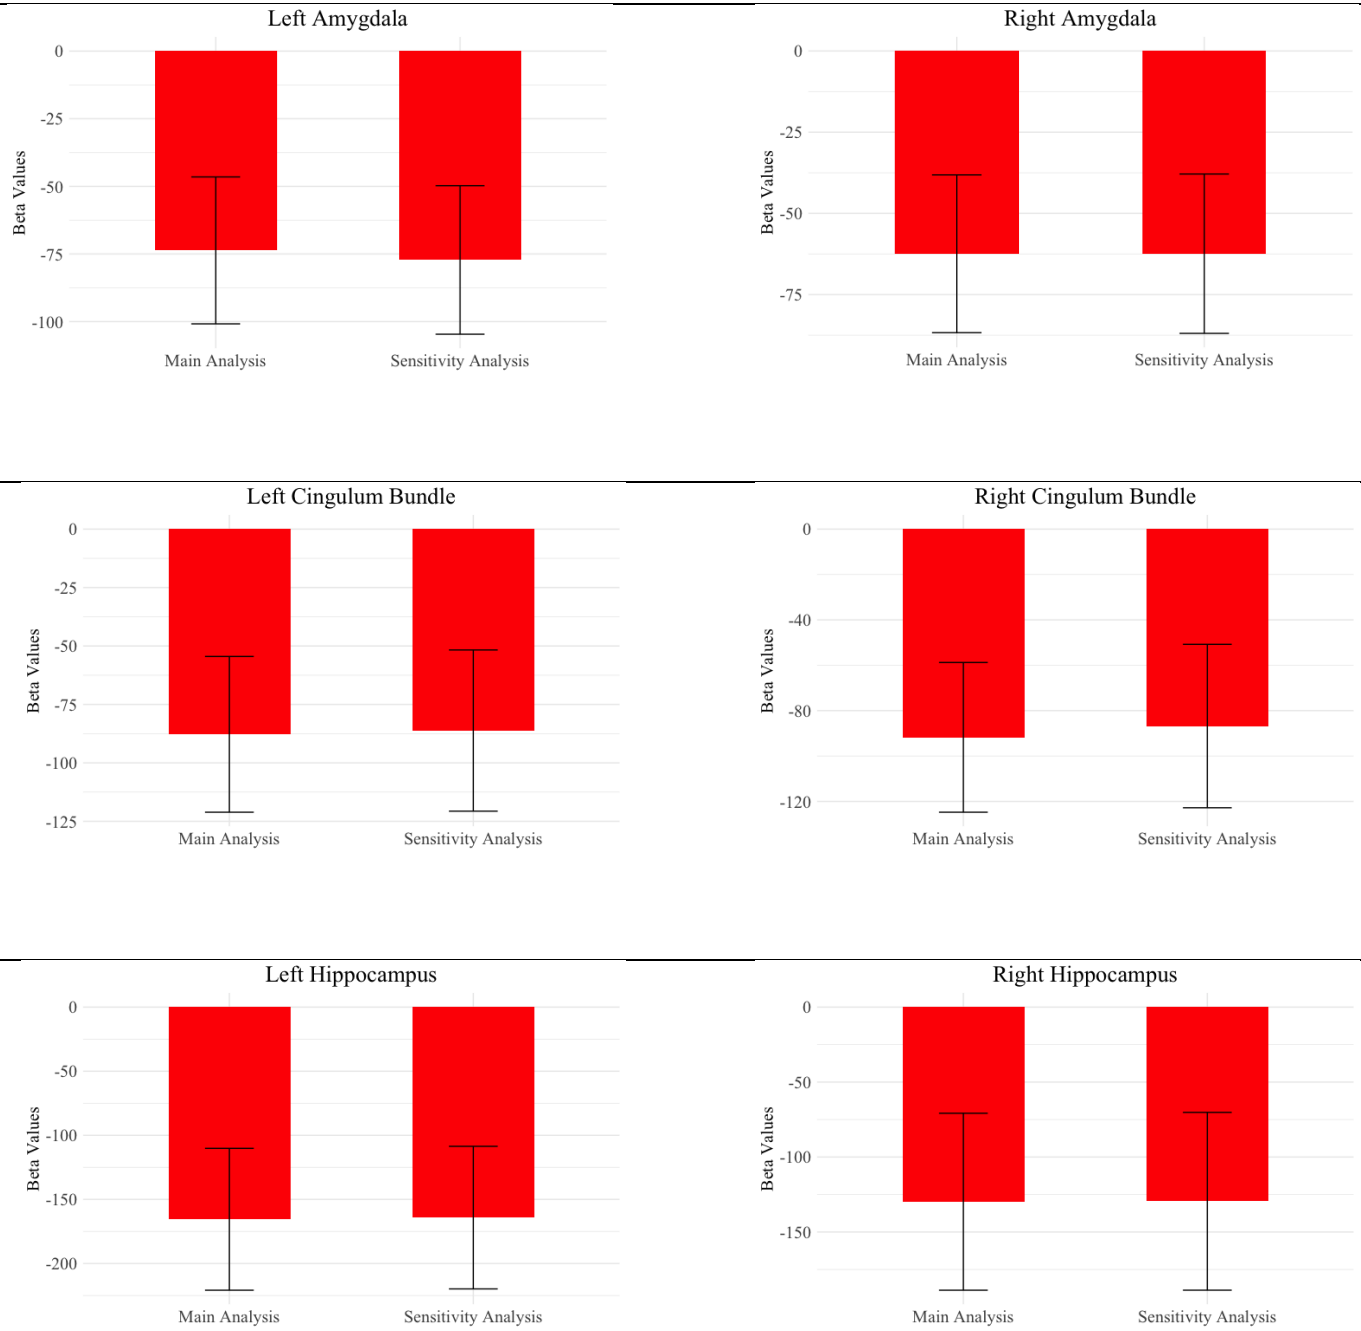 Left Amygdala
Beta Values
0
-25
-50
-75
-100
Main Analysis Sensitivity Analysis
Right Amygdala
Beta Values
0
-25
-50
-75
Main Analysis Sensitivity Analysis
Left Cingulum Bundle
Beta Values
0
-25
-50
-75
-100
-125
Main Analysis Sensitivity Analysis
Right Cingulum Bundle
Beta Values
0
-40
-80
-120
Main Analysis Sensitivity Analysis
Left Hippocampus
Beta Values
0
-50
-100
-150
-200
Main Analysis Sensitivity Analysis
Right Hippocampus
Beta Values
0
-50
-100
-150
Main Analysis Sensitivity Analysis